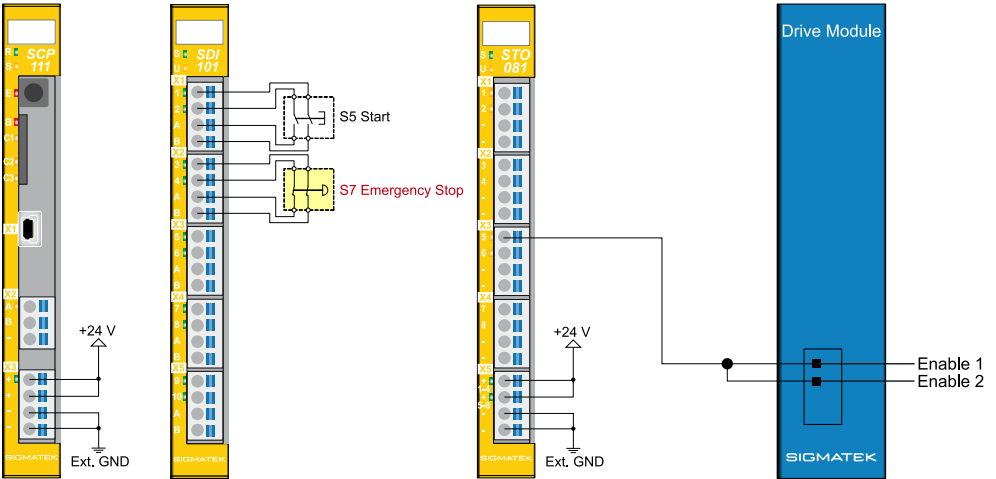 R SCP
S 111
E
B
C1
C2
C3
X1
X2
A
B
-
X3
+
+
-
-
SIGMATEK
+24 V
Ext. GND
S SDI
U 101
X1
1
2
A
B
X2
3
4
A
B
X3
5
6
A
B
X4
7
8
A
B
X5
9
10
A
B
SIGMATEK
S5 Start
S7 Emergency Stop
S STO
U 081
X1
1
2
-
-
X2
3
4
-
-
X3
5
6
-
-
X4
7
8
-
-
X5
+
1-4
+
5-8
-
-
SIGMATEK
+24 V
Ext. GND
Drive Module
Enable 1
Enable 2
SIGMATEK